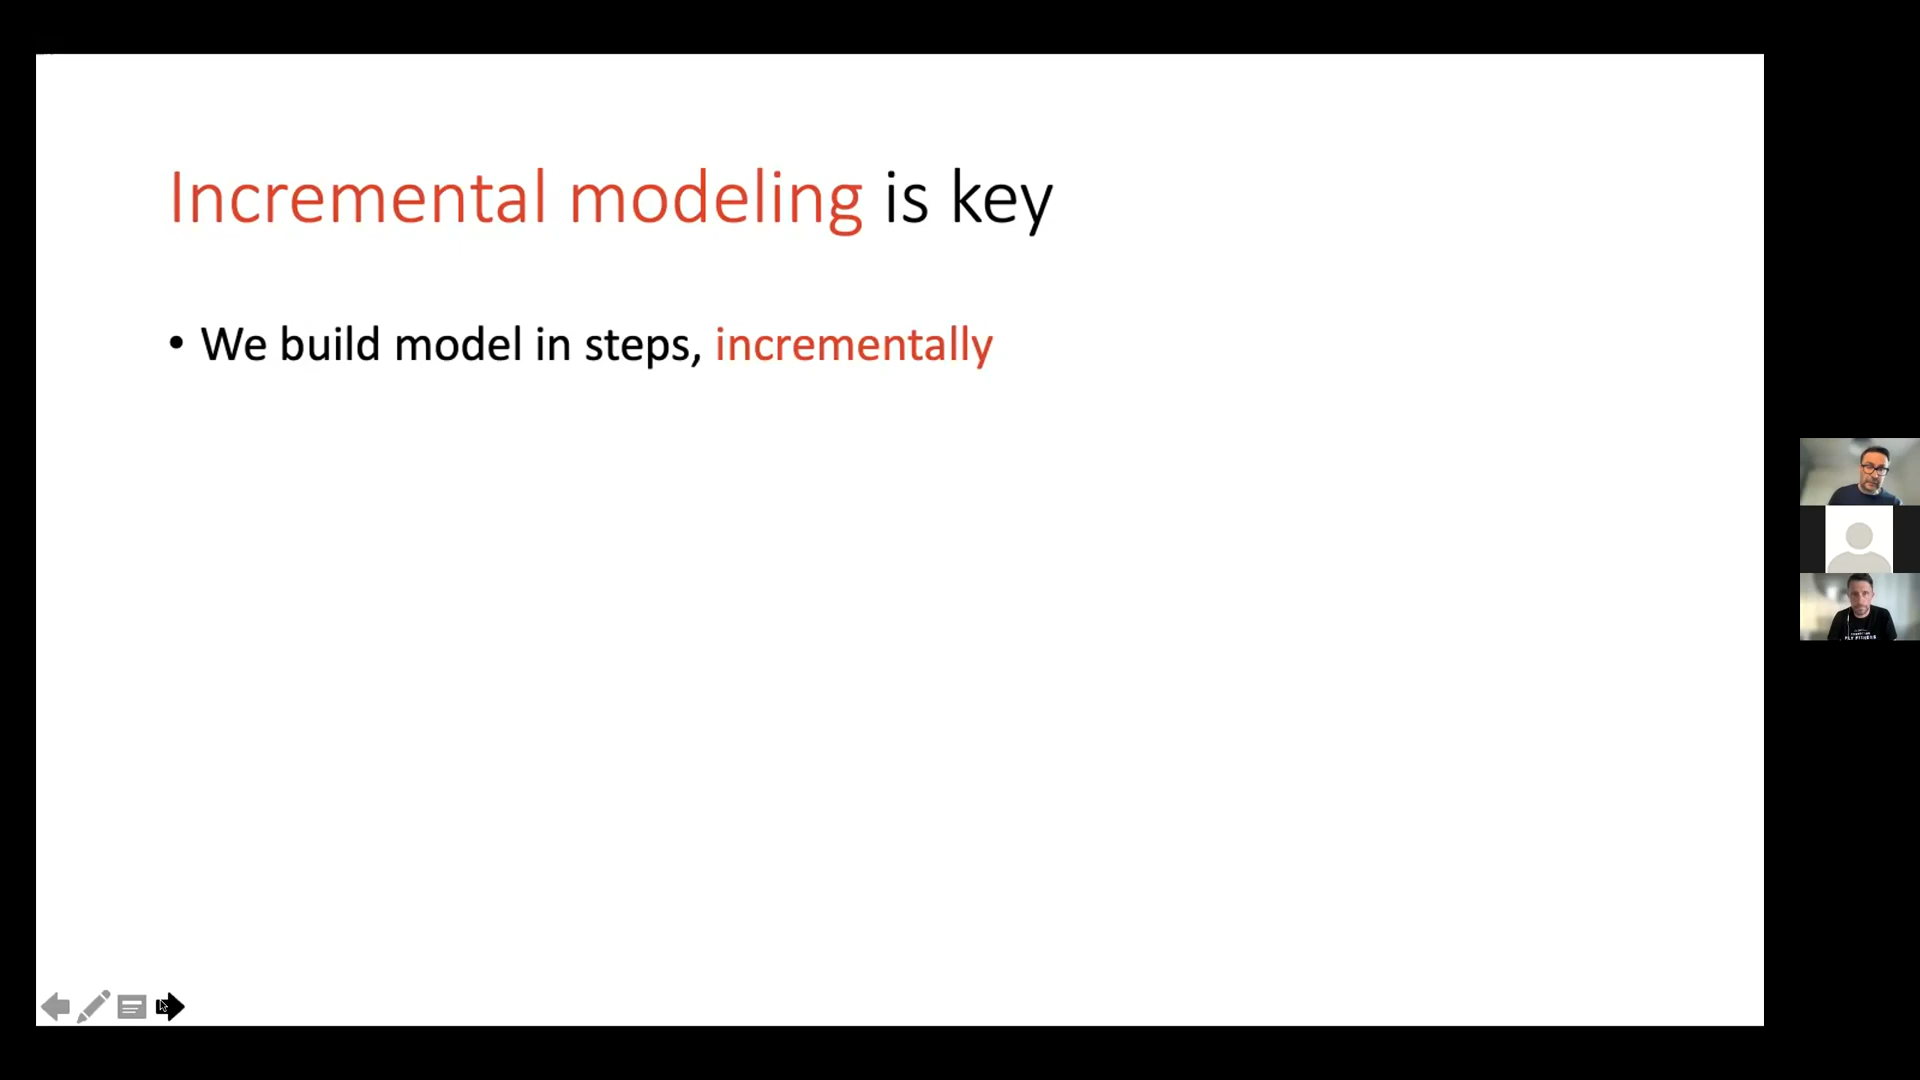 Incremental modeling is key
• We build model in steps, incrementally